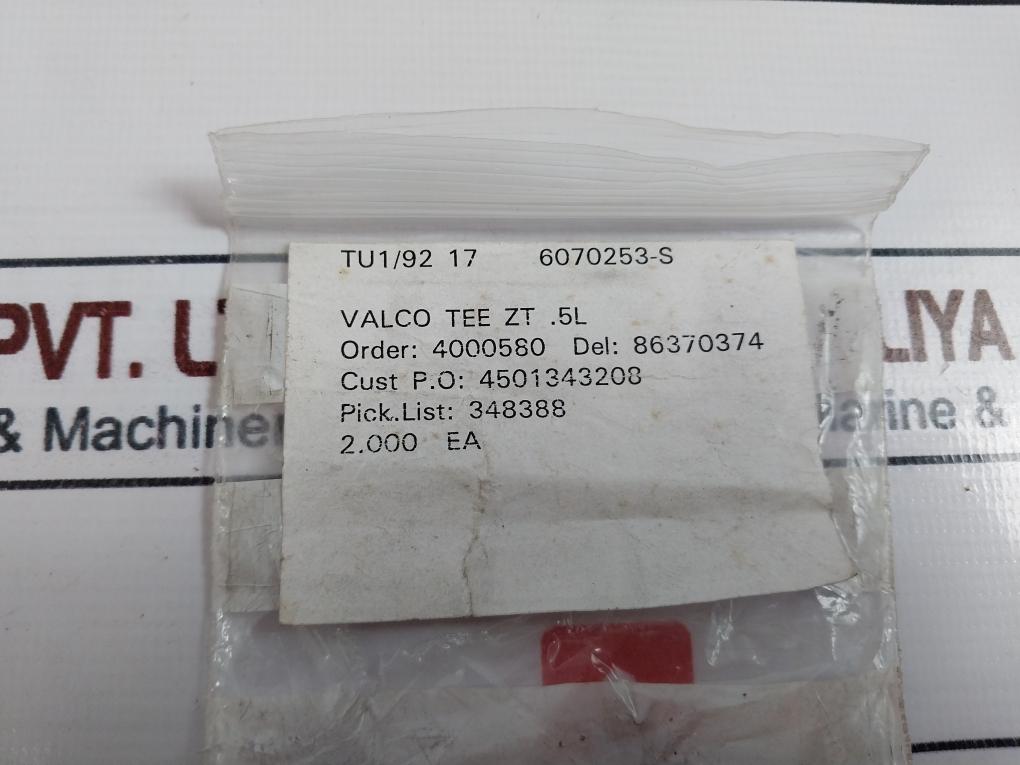 TU1/92 17 6070253-S
VALCO TEE ZT .5L
Order: 4000580 Del: 86370374
Cust P.O: 4501343208
Pick.List: 348388
2.000 EA
PVT. L
LIYA
& Machine
arine &